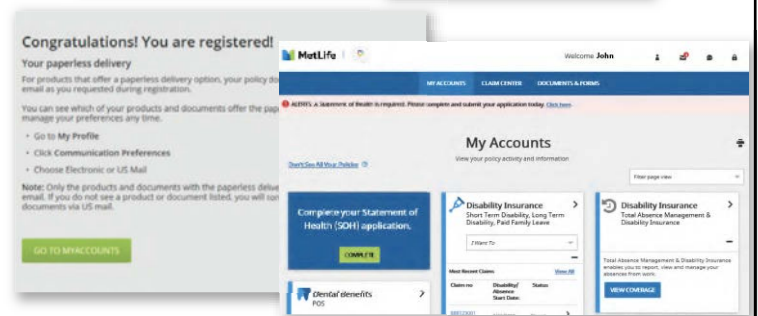 Congratulations! You are registered!
Your paperless delivery
For products that offer a paperless delivery option, your policy do
email as you requested during registration.
You can see which of your products and documents offer the pap
manage your preferences any time.
• Go to My Profile
• Click Communication Preferences
• Choose Electronic or US Mail
Note: Only the products and documents with the paperless delive
email. If you do not see a product or document listed, you will con
documents via US mail.
GO TO MYACCOUNTS
MetLife
Welcome John
MY ACCOUNTS CLAIM CENTER DOCUMENTS & FORMS
ALERTS: A Statement of Health is required. Please complete and submit your application today. Click here.
My Accounts
View your policy activity and information
Don't See All Your Policies
Filter page view
Complete your Statement of
Health (SOH) application.
COMPLETE
Dental Benefits
POS
Disability Insurance
Short Term Disability, Long Term
Disability, Paid Family
Leave
I Want To
Most Recent Claims View All
Claim no Disability/ Status
Absence
Start Date:
Disability Insurance
Total Absence Management &
Disability Insurance
Total Absence Management & Disability Insurance
enables you to report, view and manage your
absences from work.
VIEW COVERAGE